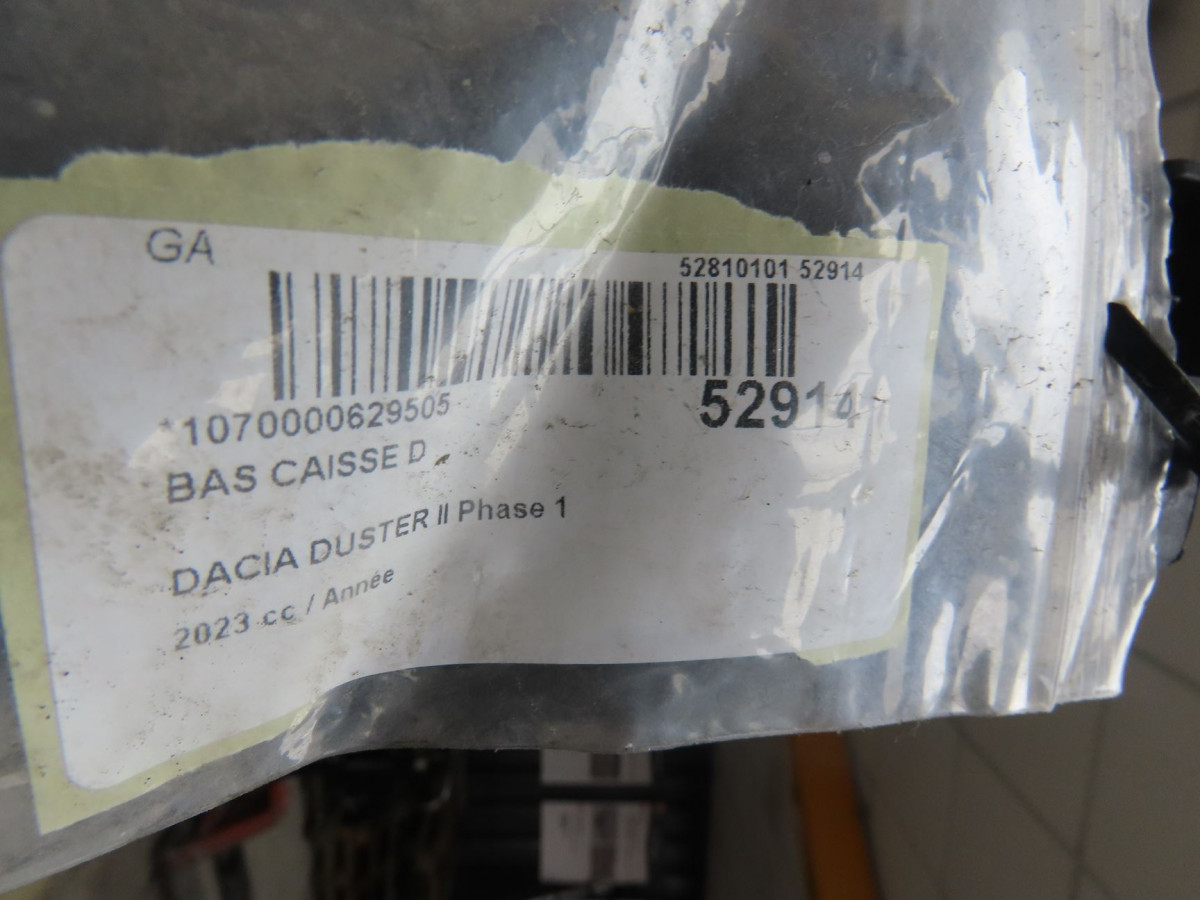 GA
52810101 52914
*1070000629505
52914
BAS CAISSE D
DACIA DUSTER II Phase 1
2023 cc / Année